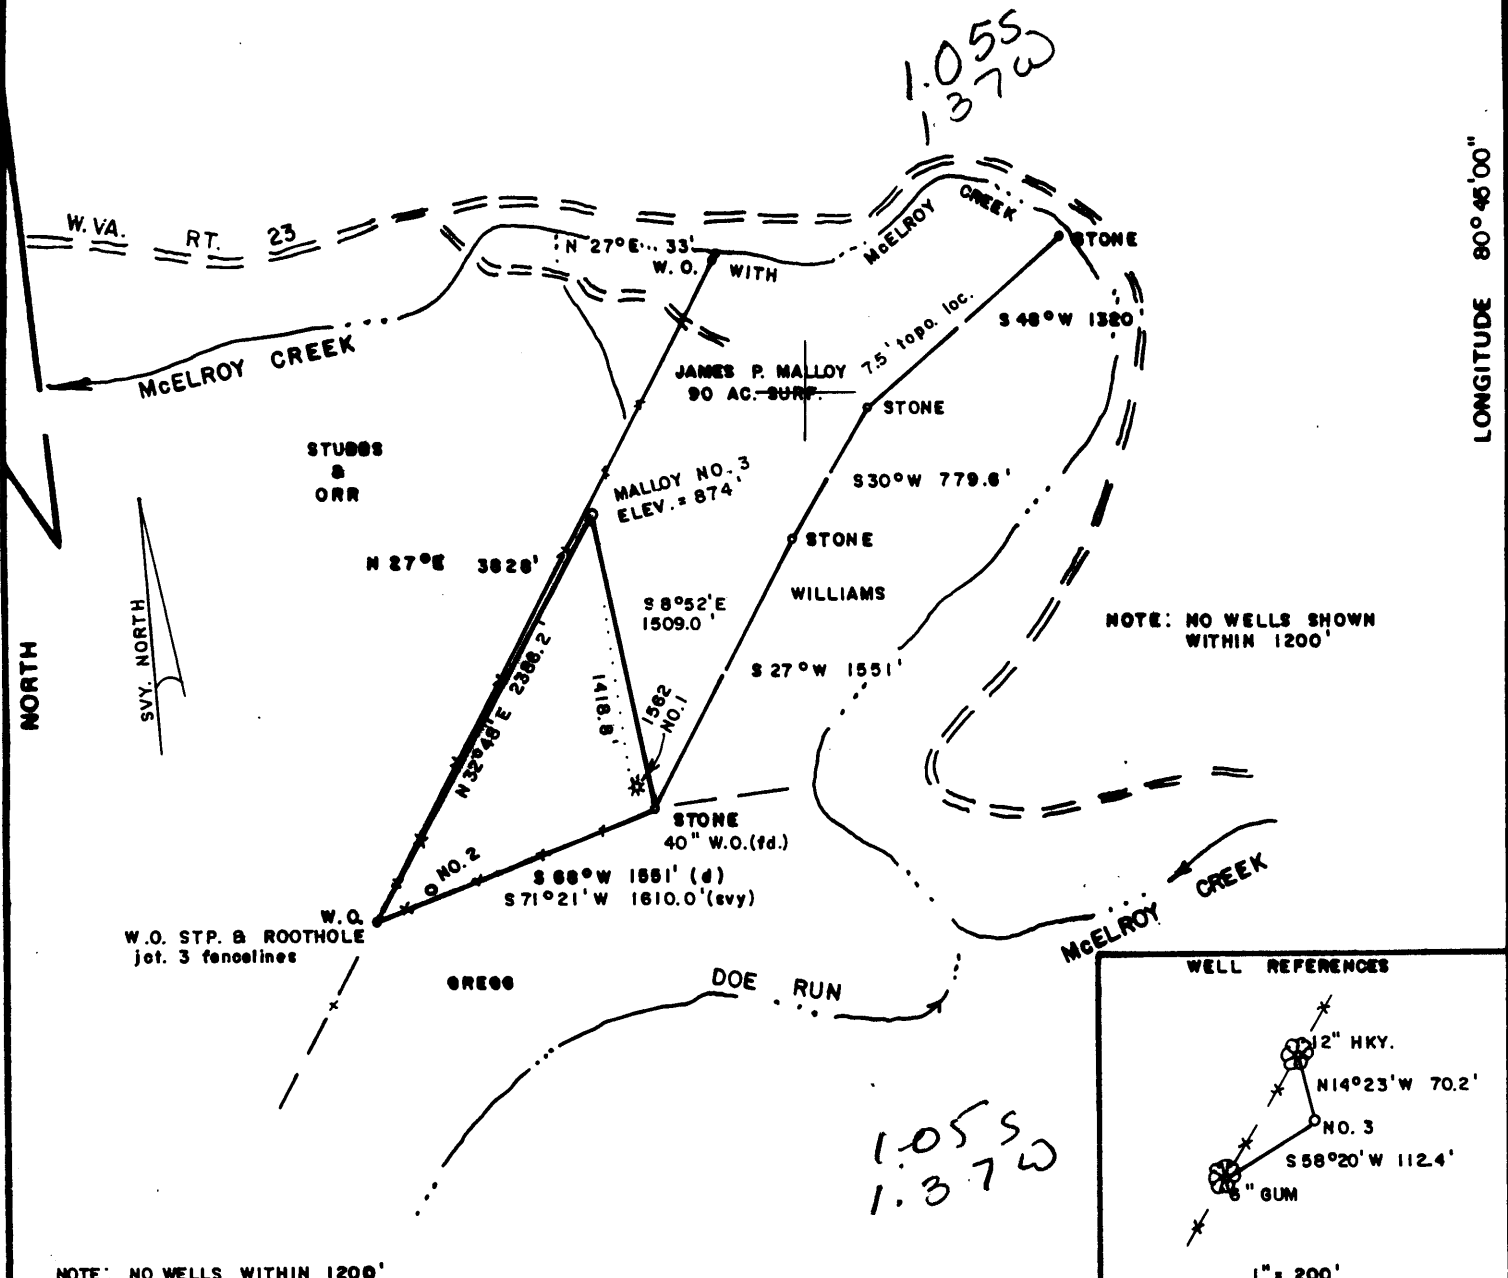 1.05S
1.37W
LONGITUDE 80°45'00"
W. VA. RT. 23
McELROY CREEK
STONE
N 27°E... 33'
W. O. WITH
S 48°W 1320
7.5' topo. loc.
McELROY CREEK
JAMES P. MALLOY
90 AC. SURF.
STONE
STUBBS
&
ORR
MALLOY NO. 3
ELEV. = 874'
S 30°W 779.6'
STONE
N 27°E 3828'
WILLIAMS
S 8°52'E
1509.0'
NOTE: NO WELLS SHOWN
WITHIN 1200'
NORTH
SVY. NORTH
N 32°48' E 2386.2'
1418.8'
1562
NO. 1
S 27°W 1551'
STONE
40" W.O.(fd.)
NO. 2
S 68°W 1551' (d)
S 71°21' W 1610.0'(svy)
W.O.
W.O. STP. & ROOTHOLE
jct. 3 fencelines
McELROY CREEK
GREGG
DOE RUN
WELL REFERENCES
12" HKY.
N14°23'W 70.2'
NO. 3
S 58°20' W 112.4'
" GUM
1" = 200'
1.05 S
1.37 W
NOTE: NO WELLS WITHIN 1200'